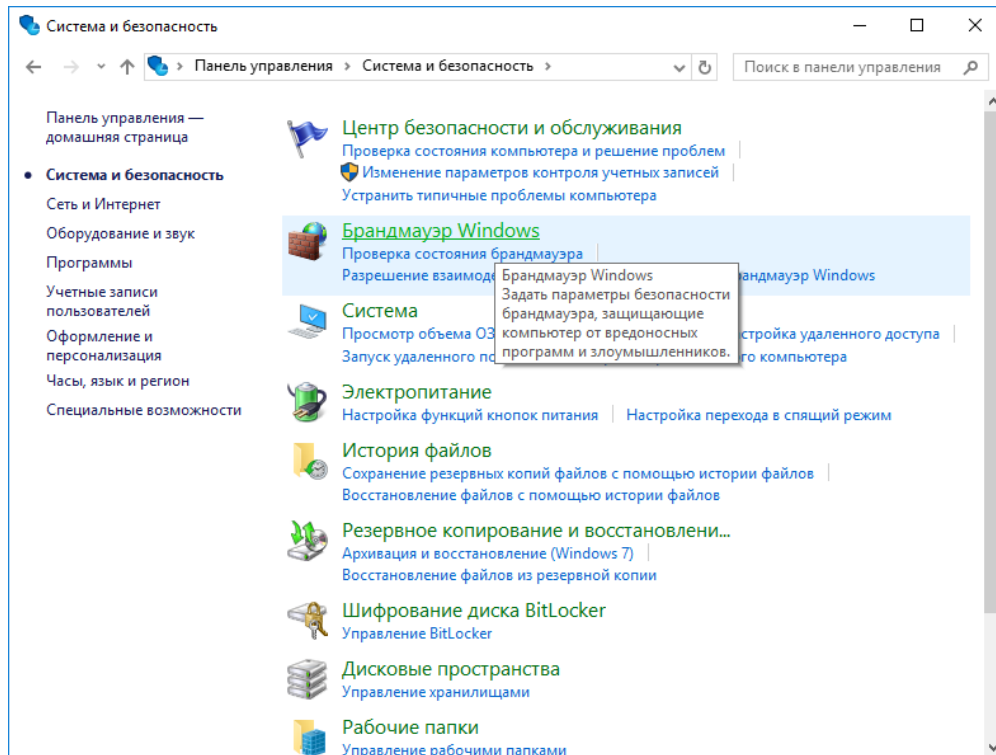 Система и безопасность
Панель управления › Система и безопасность ›
Поиск в панели управления
Панель управления —
домашняя страница
Система и безопасность
Сеть и Интернет
Оборудование и звук
Программы
Учетные записи
пользователей
Оформление и
персонализация
Часы, язык и регион
Специальные возможности
Центр безопасности и обслуживания
Проверка состояния компьютера и решение проблем
Изменение параметров контроля учетных записей
Устранить типичные проблемы компьютера
Брандмауэр Windows
Проверка состояния брандмауэра
Разрешение Windows
Брандмауэр Windows
Задать параметры безопасности
брандмауэра, защищающие
компьютер от вредоносных
программ и злоумышленников.
Система
Просмотр объема удаленного доступа
Запуск удаленного компьютера
Электропитание
Настройка функций кнопок питания Настройка перехода в спящий режим
История файлов
Сохранение резервных копий файлов с помощью истории файлов
Восстановление файлов с помощью истории файлов
Резервное копирование и восстановлени...
Архивация и восстановление (Windows 7)
Восстановление файлов из резервной копии
Шифрование диска BitLocker
Управление BitLocker
Дисковые пространства
Управление хранилищами
Рабочие папки
Управление рабочими папками